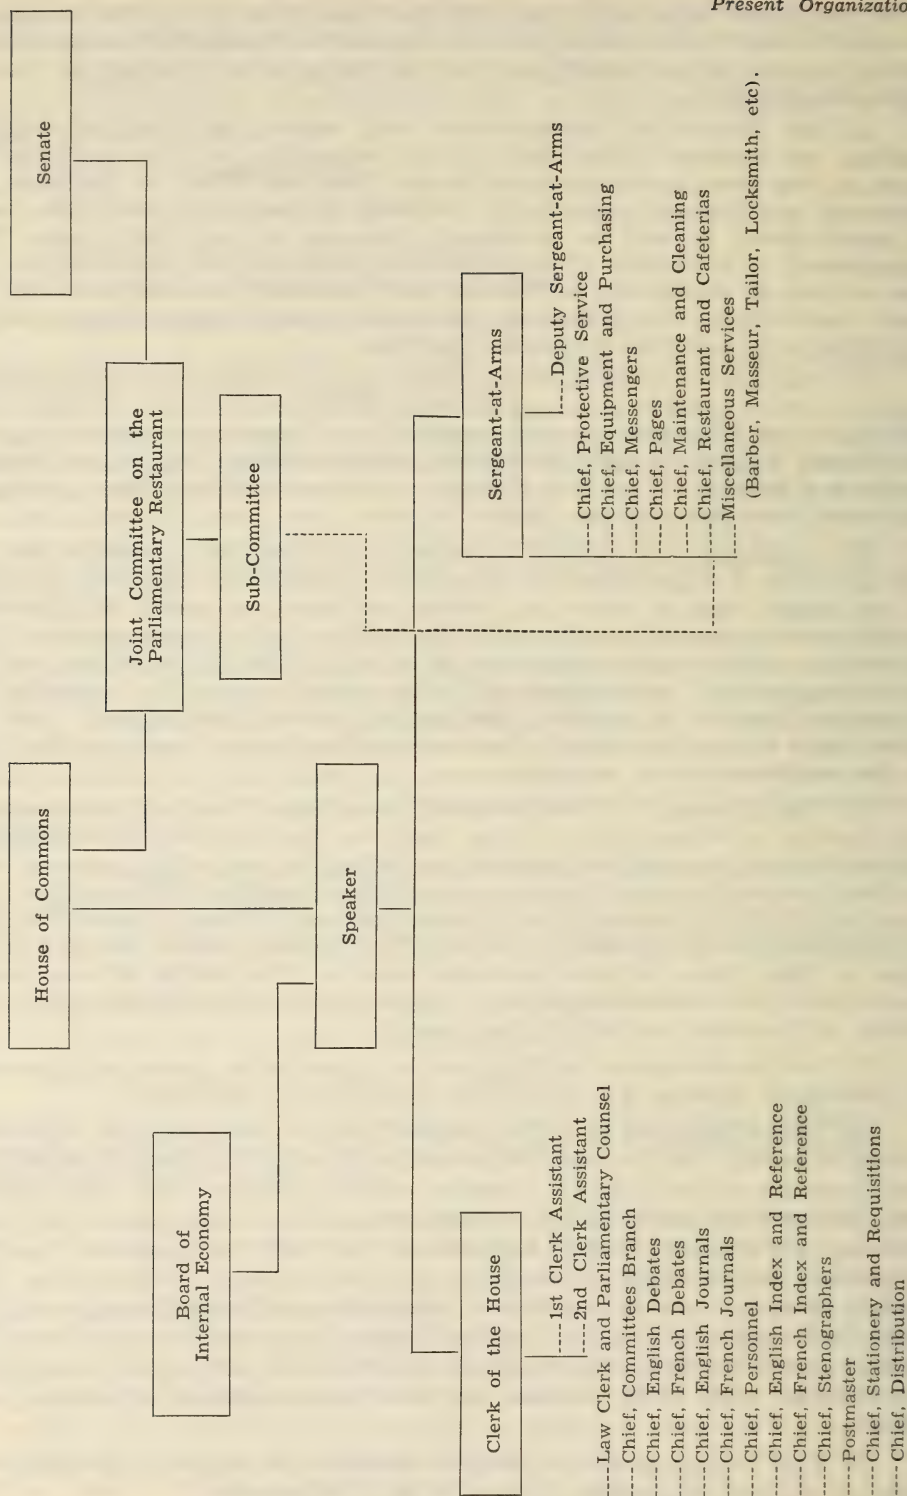 Present Organizatio
Senate
House of Commons
Joint Committee on the
Parliamentary Restaurant
Board of
Internal Economy
Sub-Committee
Speaker
Clerk of the House
Sergeant-at-Arms
1st Clerk Assistant
2nd Clerk Assistant
Law Clerk and Parliamentary Counsel
Chief, Committees Branch
Chief, English Debates
Chief, French Debates
Chief, English Journals
Chief, French Journals
Chief, Personnel
Chief, English Index and Reference
Chief, French Index and Reference
Chief, Stenographers
Postmaster
Chief, Stationery and Requisitions
Chief, Distribution
Deputy Sergeant-at-Arms
Chief, Protective Service
Chief, Equipment and Purchasing
Chief, Messengers
Chief, Pages
Chief, Maintenance and Cleaning
Chief, Restaurant and Cafeterias
Miscellaneous Services
(Barber, Masseur, Tailor, Locksmith, etc).